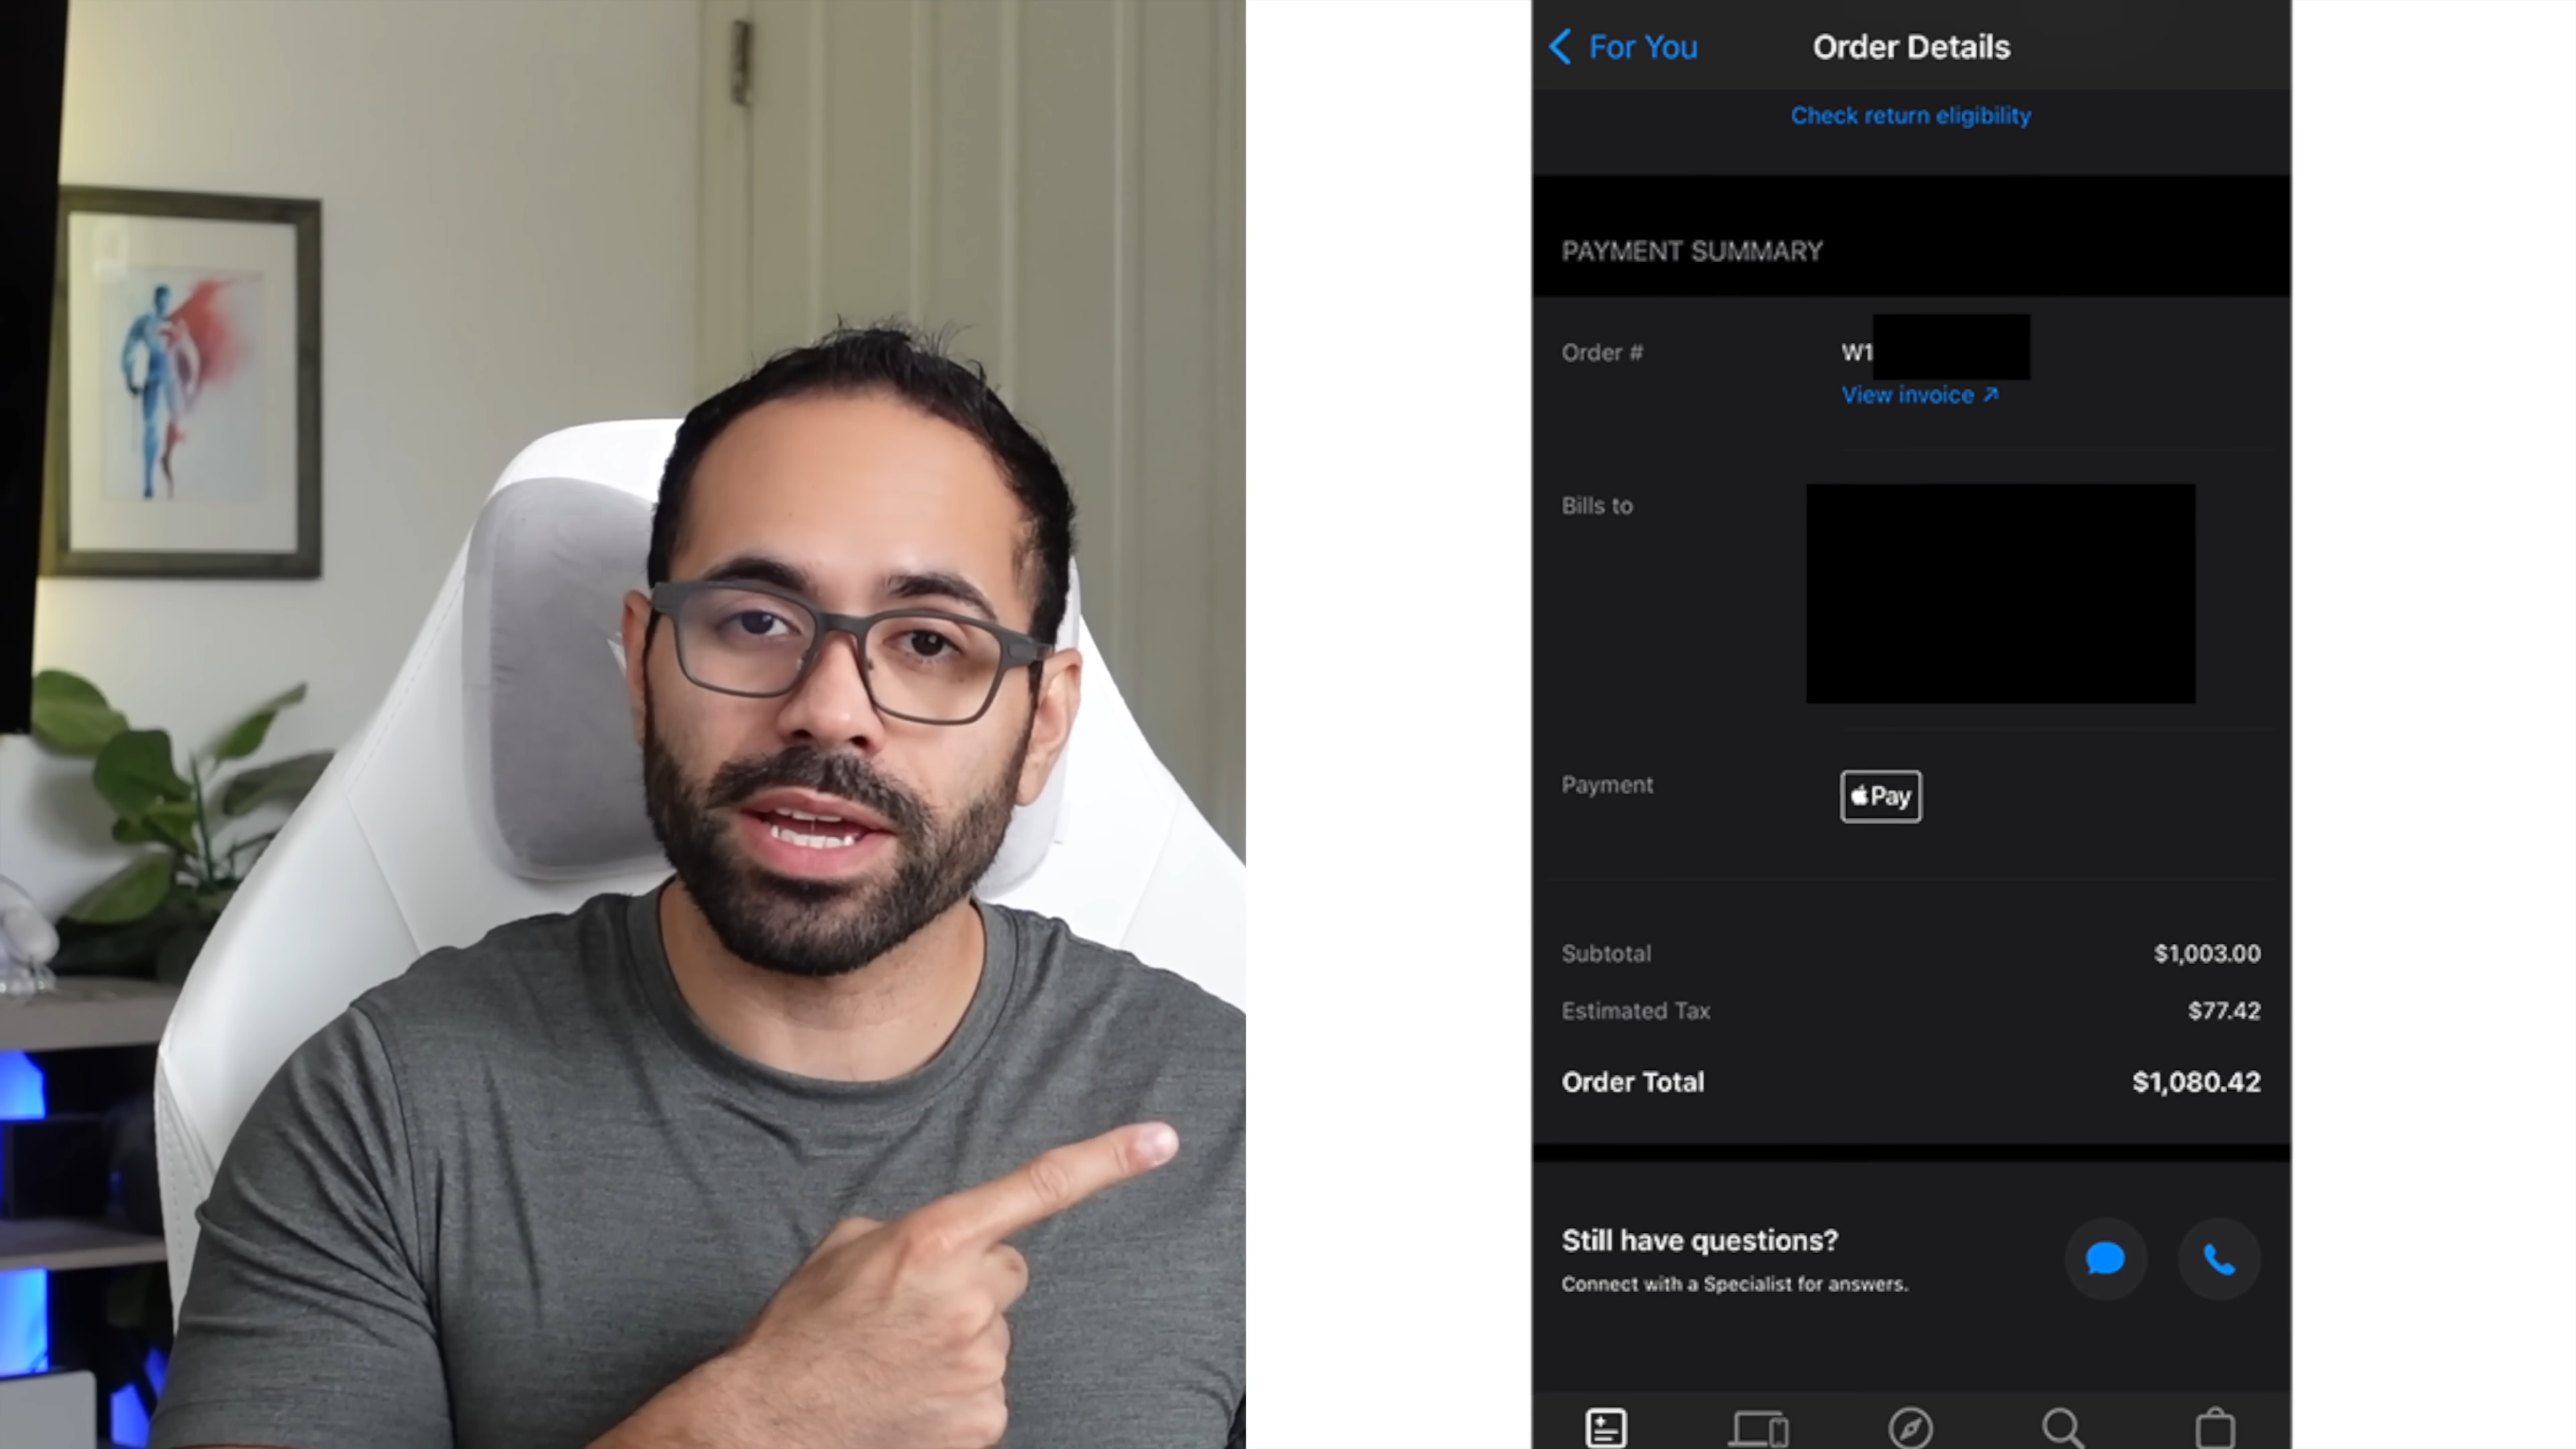 For You
Order Details
Check return eligibility
PAYMENT SUMMARY
Order #
W1
View invoice ↗
Bills to
Payment
Pay
Subtotal
$1,003.00
Estimated Tax
$77.42
Order Total
$1,080.42
Still have questions?
Connect with a Specialist for answers.